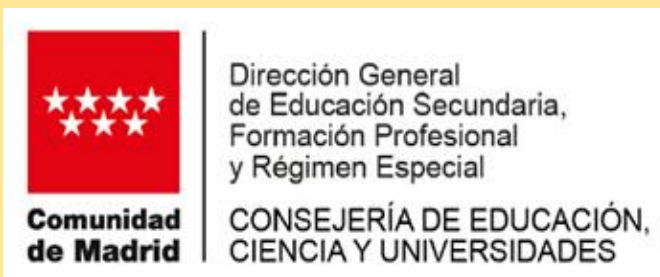 Dirección General
de Educación Secundaria,
Formación Profesional
y Régimen Especial
Comunidad
de Madrid
CONSEJERÍA DE EDUCACIÓN,
CIENCIA Y UNIVERSIDADES